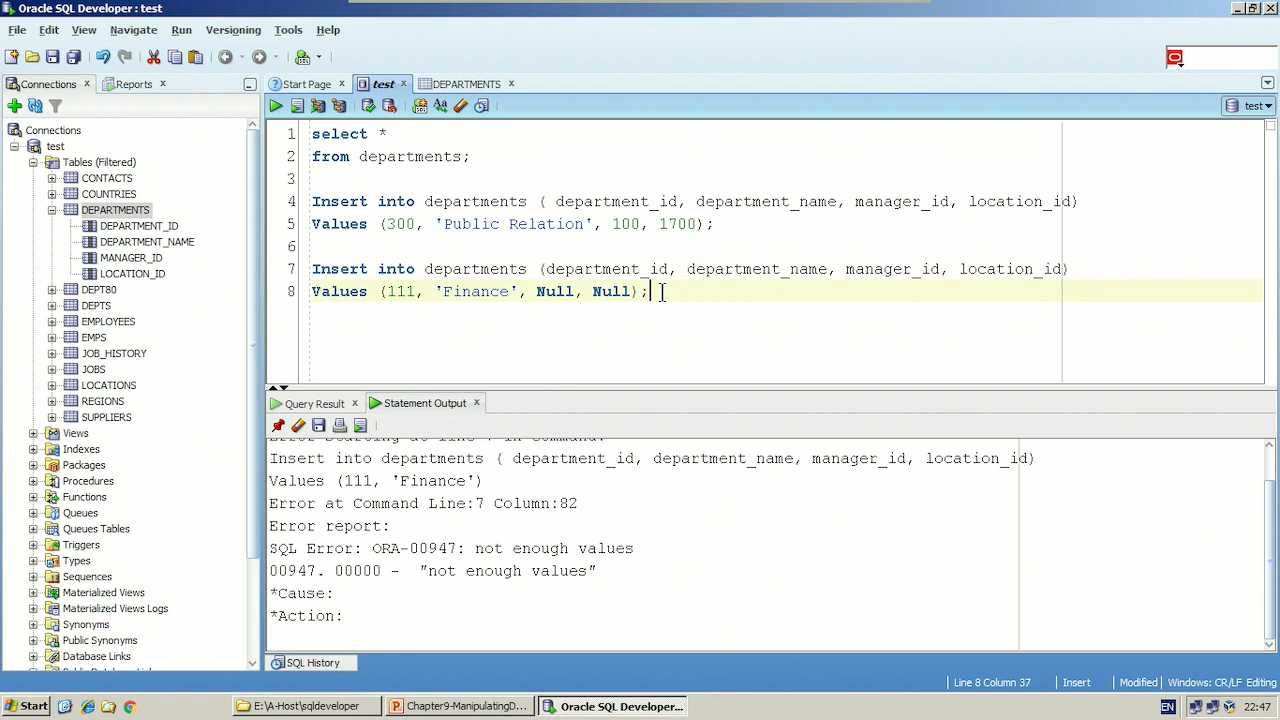 Oracle SQL Developer : test
File Edit View Navigate Run Versioning Tools Help
Connections Reports Start Page test DEPARTMENTS
test
Connections
test
Tables (Filtered)
CONTACTS
COUNTRIES
DEPARTMENTS
DEPARTMENT_ID
DEPARTMENT_NAME
MANAGER_ID
LOCATION_ID
DEPT80
DEPTS
EMPLOYEES
EMPS
JOB_HISTORY
JOBS
LOCATIONS
REGIONS
SUPPLIERS
Views
Indexes
Packages
Procedures
Functions
Queues
Queues Tables
Triggers
Types
Sequences
Materialized Views
Materialized Views Logs
Synonyms
Public Synonyms
Database Links
1 select *
2 from departments;
3
4 Insert into departments ( department_id, department_name, manager_id, location_id)
5 Values (300, 'Public Relation', 100, 1700);
6
7 Insert into departments (department_id, department_name, manager_id, location_id)
8 Values (111, 'Finance', Null, Null);
Query Result Statement Output
Error starting at line 7 in command:
Insert into departments ( department_id, department_name, manager_id, location_id)
Values (111, 'Finance')
Error at Command Line:7 Column:82
Error report:
SQL Error: ORA-00947: not enough values
00947. 00000 - "not enough values"
*Cause:
*Action:
SQL History
Line 8 Column 37 Insert Modified Windows: CR/LF Editing
Start E:\A-Host\sqldeveloper Chapter9-ManipulatingD... Oracle SQL Developer... EN 22:47